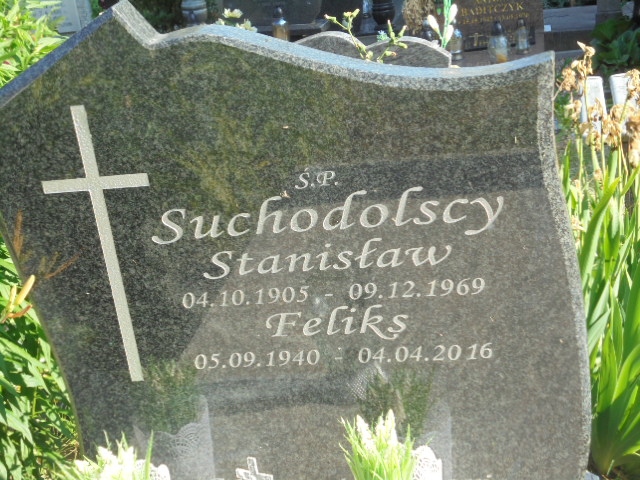 Ś.P.
Suchodolscy
Stanisław
04.10.1905 - 09.12.1969
Feliks
05.09.1940 - 04.04.2016